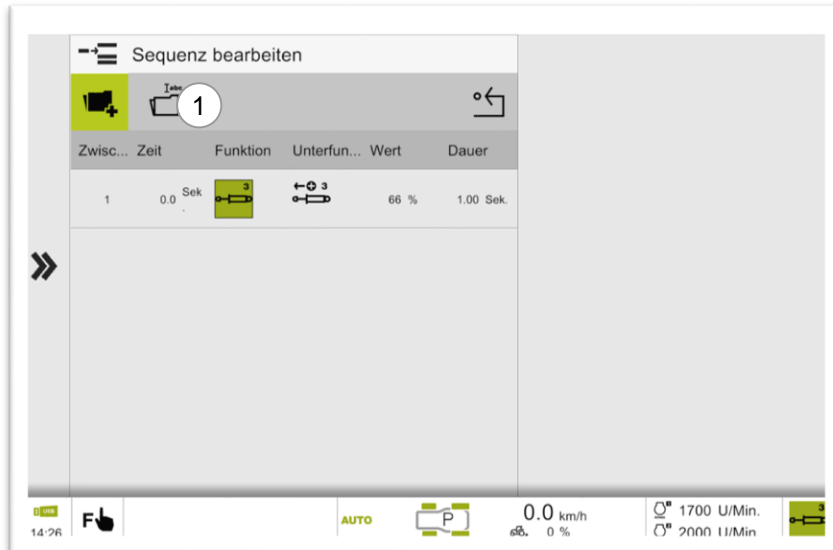 Sequenz bearbeiten
Iabc
1
Zwisc... Zeit Funktion Unterfun... Wert Dauer
1 0.0 Sek. 3 3 66 % 1.00 Sek.
USB
14:26
F
AUTO
P
0.0 km/h
0 %
1700 U/Min.
2000 U/Min.
3